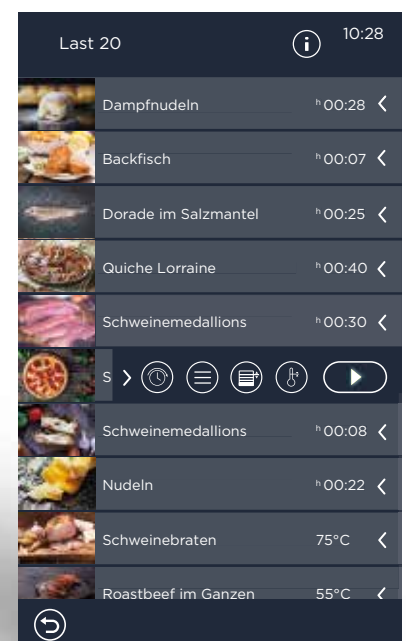 Last 20
10:28
Dampfnudeln h 00:28
Backfisch h 00:07
Dorade im Salzmantel h 00:25
Quiche Lorraine h 00:40
Schweinemedallions h 00:30
S
Schweinemedallions h 00:08
Nudeln h 00:22
Schweinebraten 75°C
Roastbeef im Ganzen 55°C